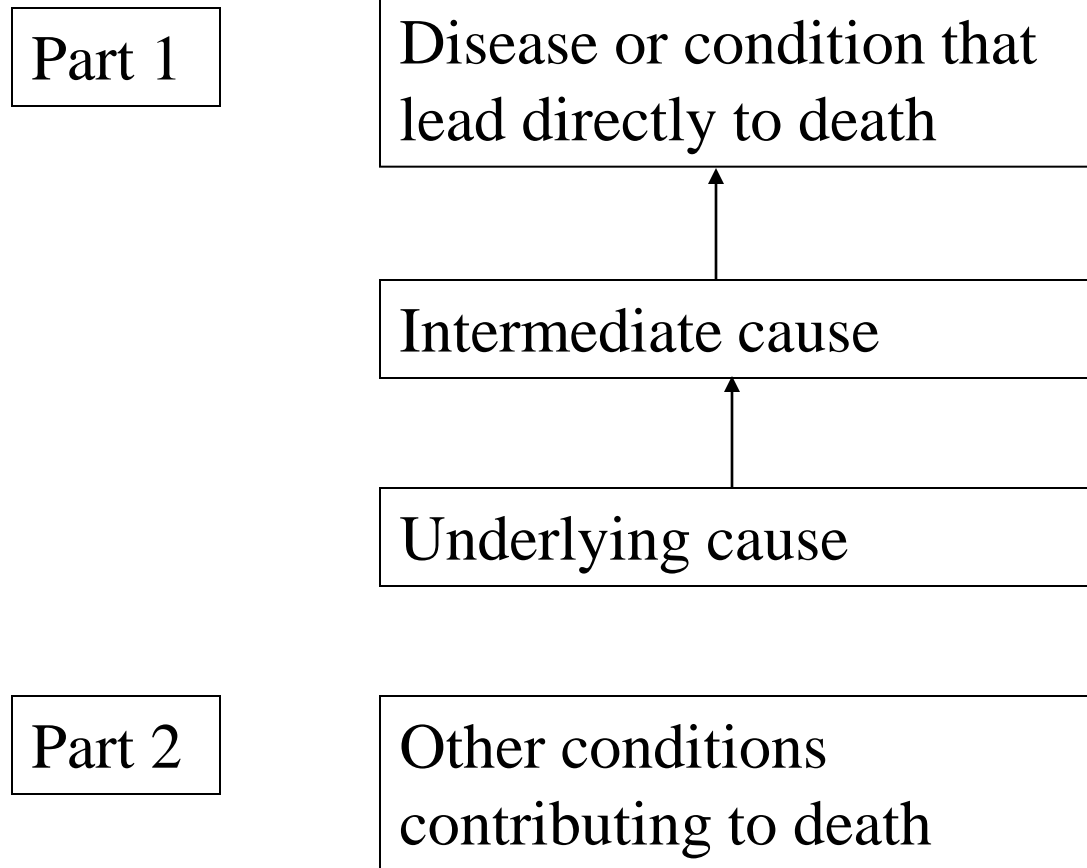 Part 1
Disease or condition that
lead directly to death
Intermediate cause
Underlying cause
Part 2
Other conditions
contributing to death